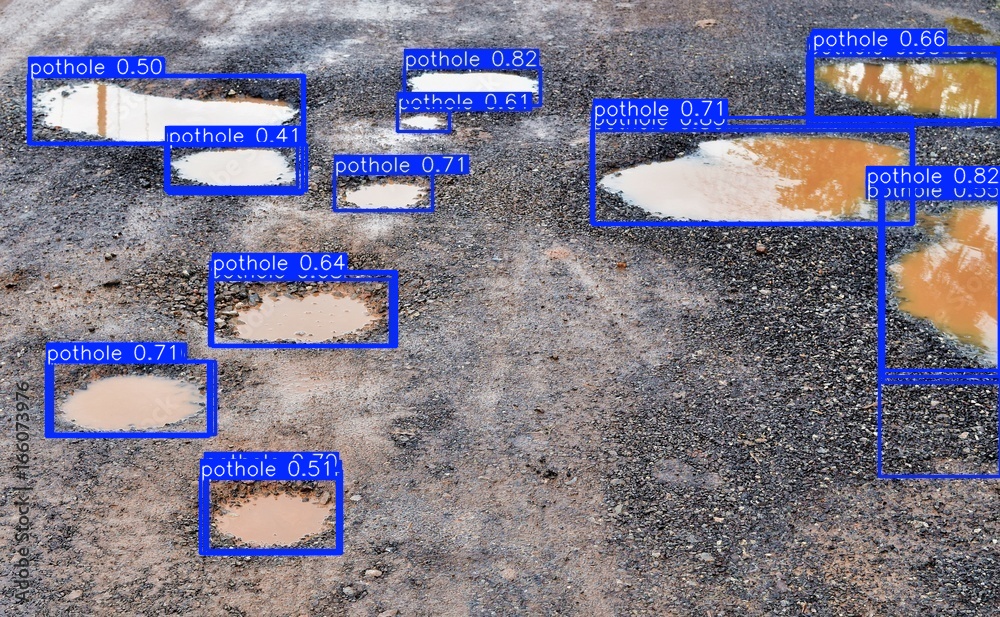 pothole 0.66
pothole 0.82
pothole 0.50
pothole 0.61
pothole 0.71
pothole 0.41
pothole 0.71
pothole 0.82
pothole 0.64
pothole 0.71
pothole 0.51
Adobe Stock | #166073976